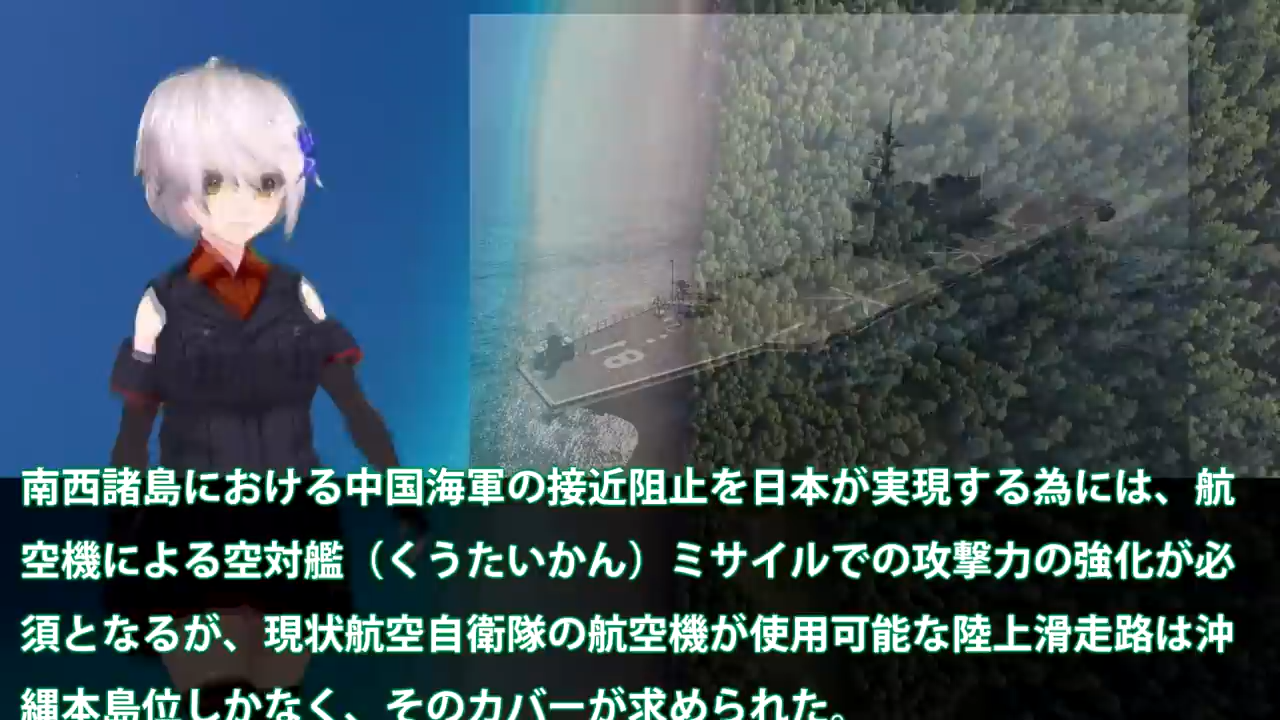 81
南西諸島における中国海軍の接近阻止を日本が実現する為には、航
空機による空対艦（くうたいかん）ミサイルでの攻撃力の強化が必
須となるが、現状航空自衛隊の航空機が使用可能な陸上滑走路は沖
縄本島位しかなく、そのカバーが求められた。